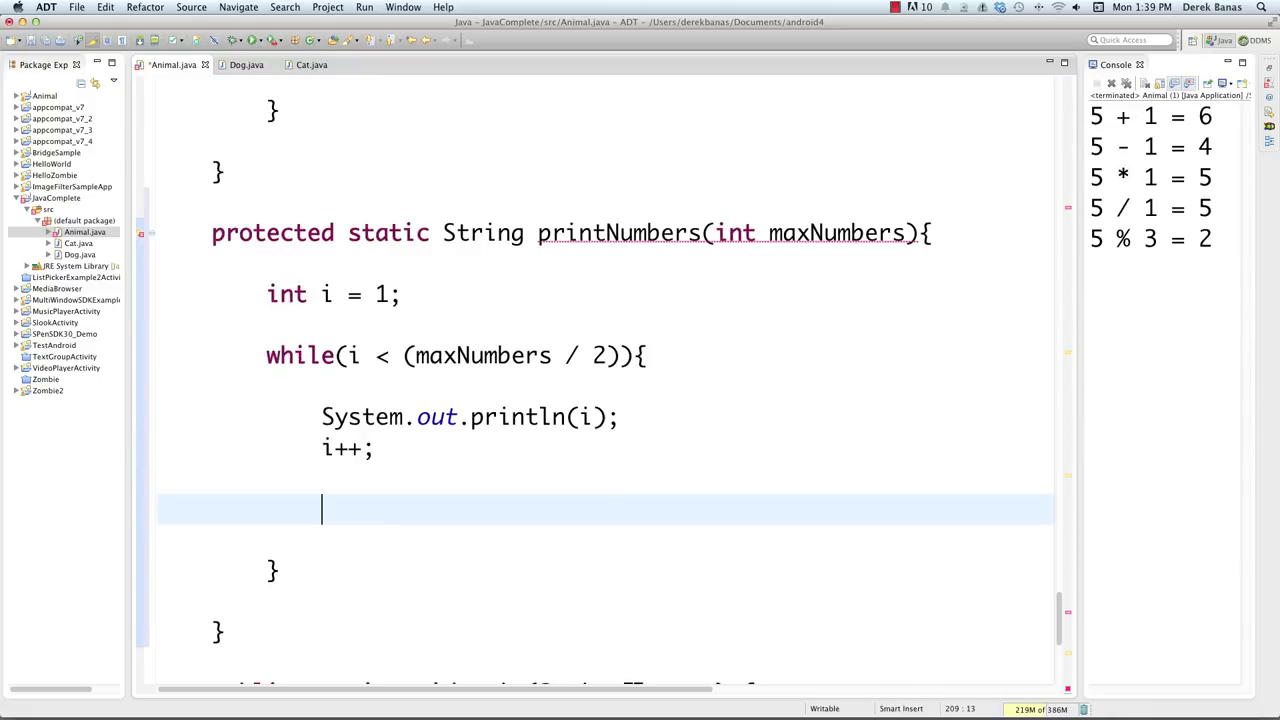 ADT File Edit Refactor Source Navigate Search Project Run Window Help
10 Mon 1:39 PM Derek Banas
Java – JavaComplete/src/Animal.java – ADT – /Users/derekbanas/Documents/android4
Quick Access Java DDMS
Package Exp
*Animal.java Dog.java Cat.java
Console
<terminated> Animal (1) [Java Application]
Animal
appcompat_v7
appcompat_v7_2
appcompat_v7_3
appcompat_v7_4
BridgeSample
HelloWorld
HelloZombie
ImageFilterSampleApp
JavaComplete
src
(default package)
Animal.java
Cat.java
Dog.java
JRE System Library [
ListPickerExample2Activi
MediaBrowser
MultiWindowSDKExample
MusicPlayerActivity
SlookActivity
SPenSDK30_Demo
TestAndroid
TextGroupActivity
VideoPlayerActivity
Zombie
Zombie2
}
}
protected static String printNumbers(int maxNumbers){
int i = 1;
while(i < (maxNumbers / 2)){
System.out.println(i);
i++;
}
}
5 + 1 = 6
5 - 1 = 4
5 * 1 = 5
5 / 1 = 5
5 % 3 = 2
Writable Smart Insert 209 : 13 219M of 386M